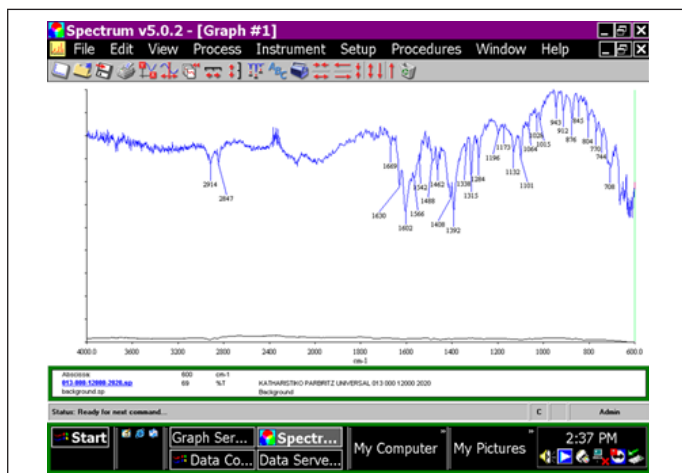 Spectrum v5.0.2 - [Graph #1]
File Edit View Process Instrument Setup Procedures Window Help
2914
2847
1669
1630
1602
1566
1542
1488
1462
1408
1392
1338
1315
1284
1196
1173
1132
1101
1064
1026
1015
943
912
876
845
804
770
744
708
4000.0 3600 3200 2800 2400 2000 1800 1600 1400 1200 1000 800 600.0
cm-1
Abscissa 600 cm-1
013-000-12000-2020.sp 69 %T KATHARISTIKO PARBRITZ UNIVERSAL 013 000 12000 2020
background.sp Background
Status: Ready for next command... C Admin
Start Graph Ser... Spectr... My Computer » My Pictures » 2:37 PM
Data Co... Data Serve...